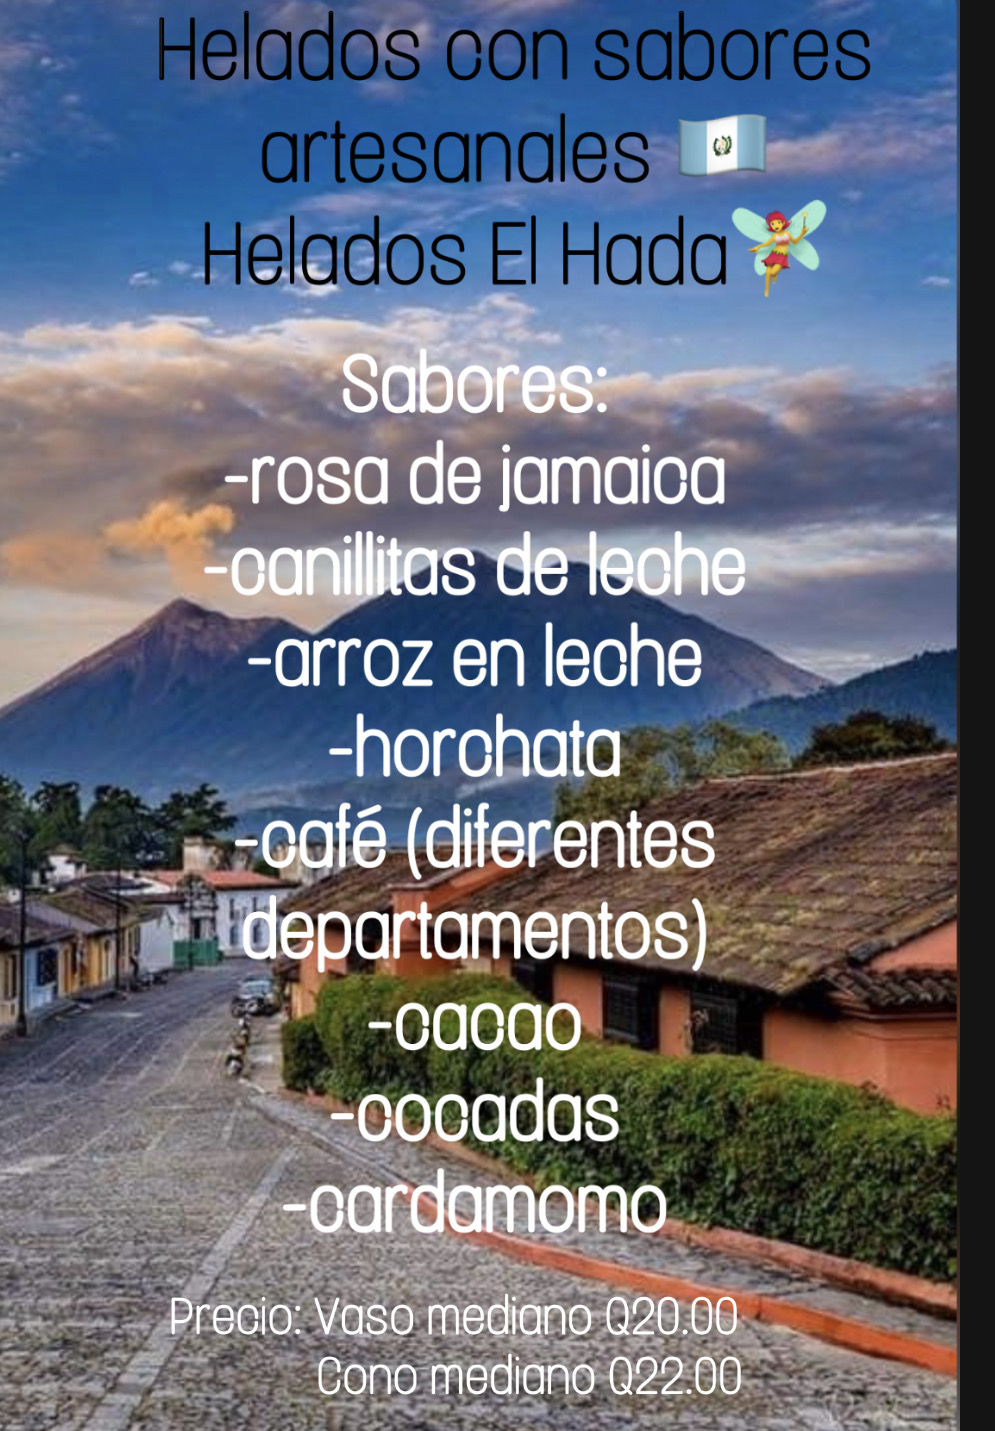 Helados con sabores
artesanales 🇬🇹
Helados El Hada🧚
Sabores:
-rosa de jamaica
-canillitas de leche
-arroz en leche
-horchata
-café (diferentes
departamentos)
-cacao
-cocadas
-cardamomo
Precio: Vaso mediano Q20.00
Cono mediano Q22.00